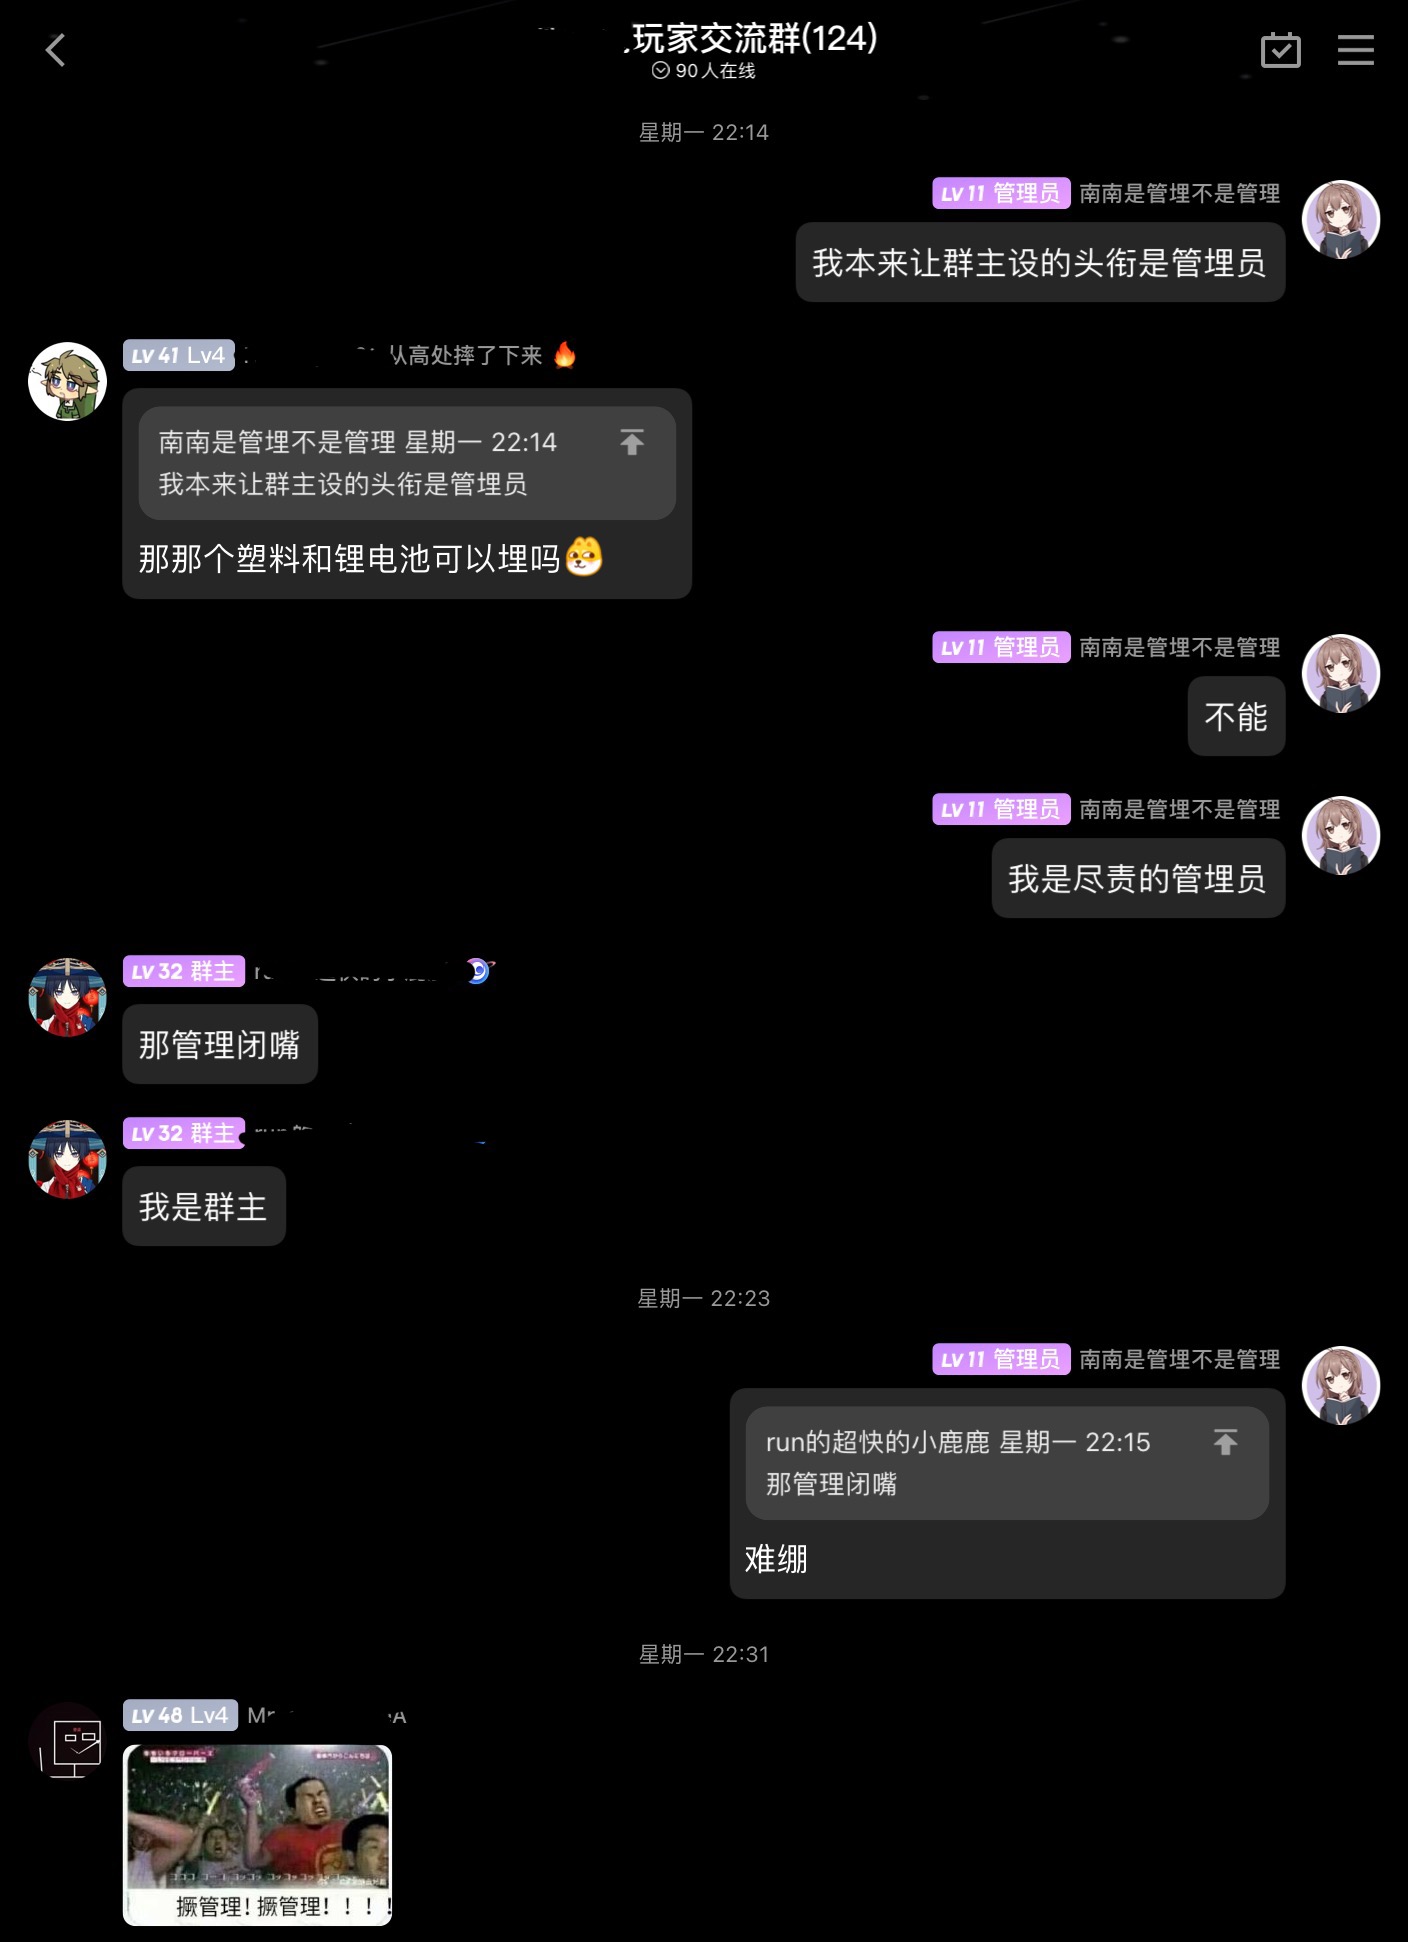 玩家交流群(124)
90人在线
星期一 22:14
LV 11 管理员 南南是管埋不是管理
我本来让群主设的头衔是管埋员
LV 41 Lv4 从高处摔了下来
南南是管埋不是管理 星期一 22:14
我本来让群主设的头衔是管埋员
那那个塑料和锂电池可以埋吗
LV 11 管理员 南南是管埋不是管理
不能
LV 11 管理员 南南是管埋不是管理
我是尽责的管埋员
LV 32 群主
那管理闭嘴
LV 32 群主
我是群主
星期一 22:23
LV 11 管理员 南南是管埋不是管理
run的超快的小鹿鹿 星期一 22:15
那管理闭嘴
难绷
星期一 22:31
LV 48 Lv4 Mr A
撅管理！撅管理！！！！